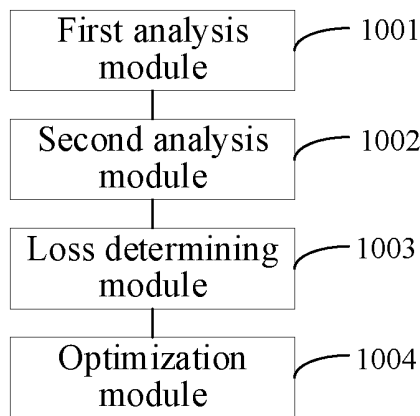 First analysis
module
1001
Second analysis
module
1002
Loss determining
module
1003
Optimization
module
1004